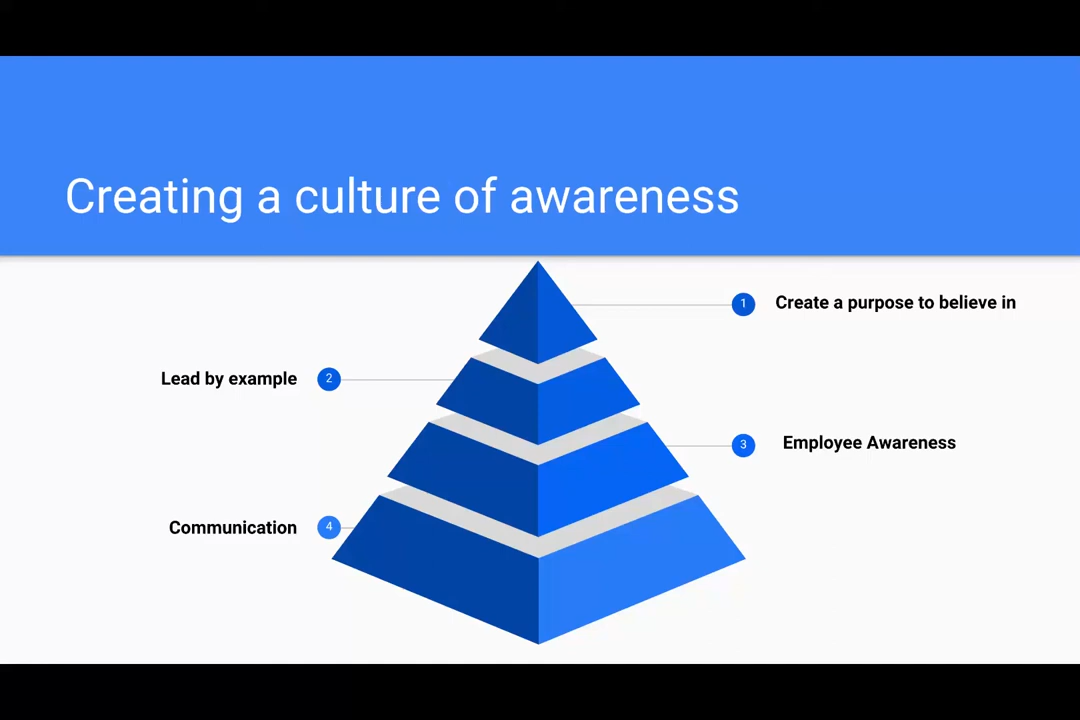 Creating a culture of awareness
1 Create a purpose to believe in
Lead by example 2
3 Employee Awareness
Communication 4